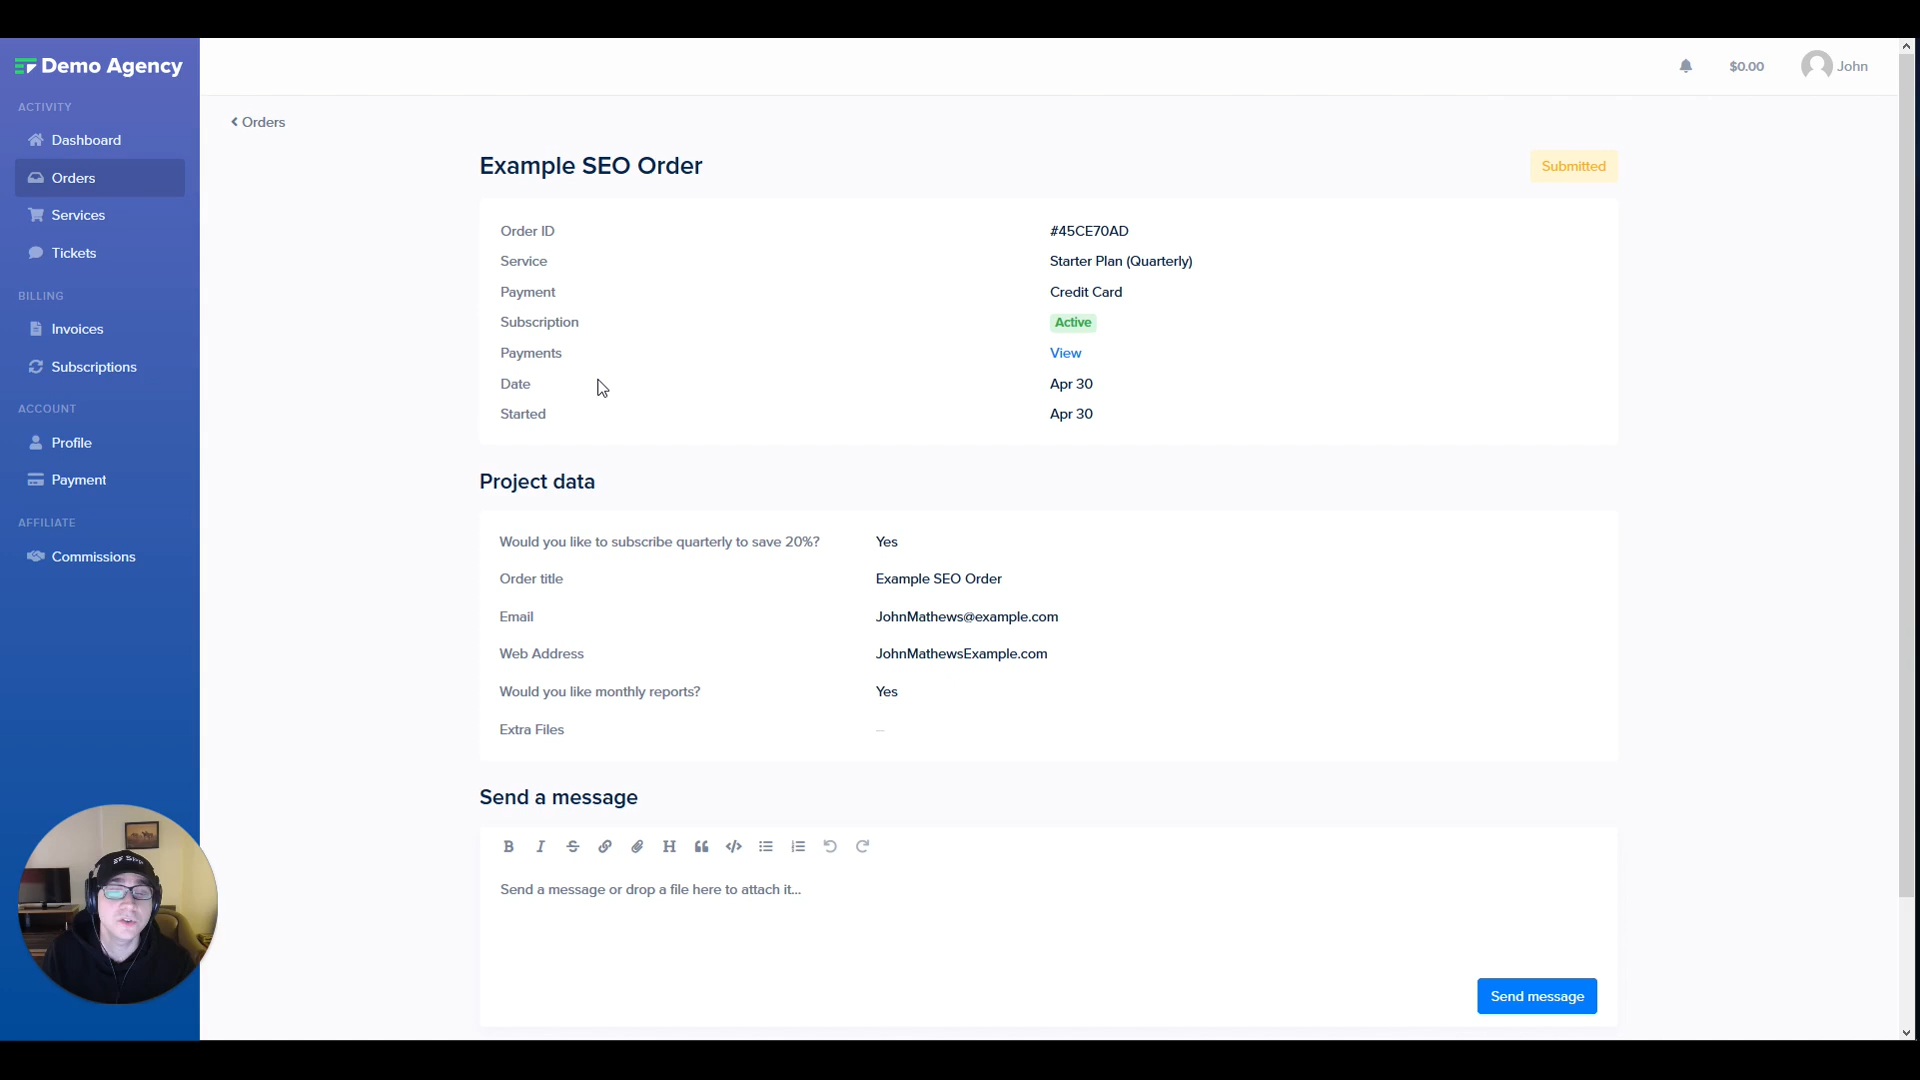 Demo Agency
$0.00
John
ACTIVITY
Dashboard
Orders
Services
Tickets
BILLING
Invoices
Subscriptions
ACCOUNT
Profile
Payment
AFFILIATE
Commissions
Orders
Example SEO Order
Submitted
Order ID #45CE70AD
Service Starter Plan (Quarterly)
Payment Credit Card
Subscription Active
Payments View
Date Apr 30
Started Apr 30
Project data
Would you like to subscribe quarterly to save 20%? Yes
Order title Example SEO Order
Email JohnMathews@example.com
Web Address JohnMathewsExample.com
Would you like monthly reports? Yes
Extra Files --
Send a message
Send a message or drop a file here to attach it...
Send message